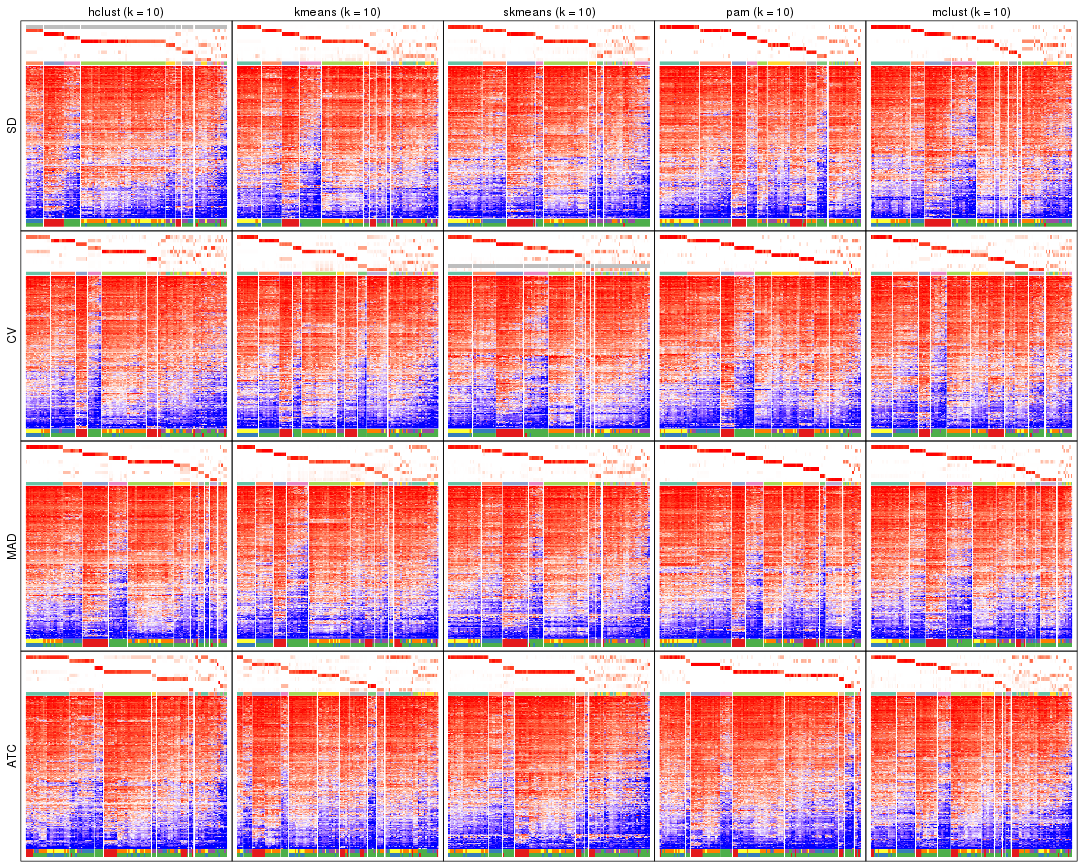 hclust (k = 10)
kmeans (k = 10)
skmeans (k = 10)
pam (k = 10)
mclust (k = 10)
SD
CV
MAD
ATC